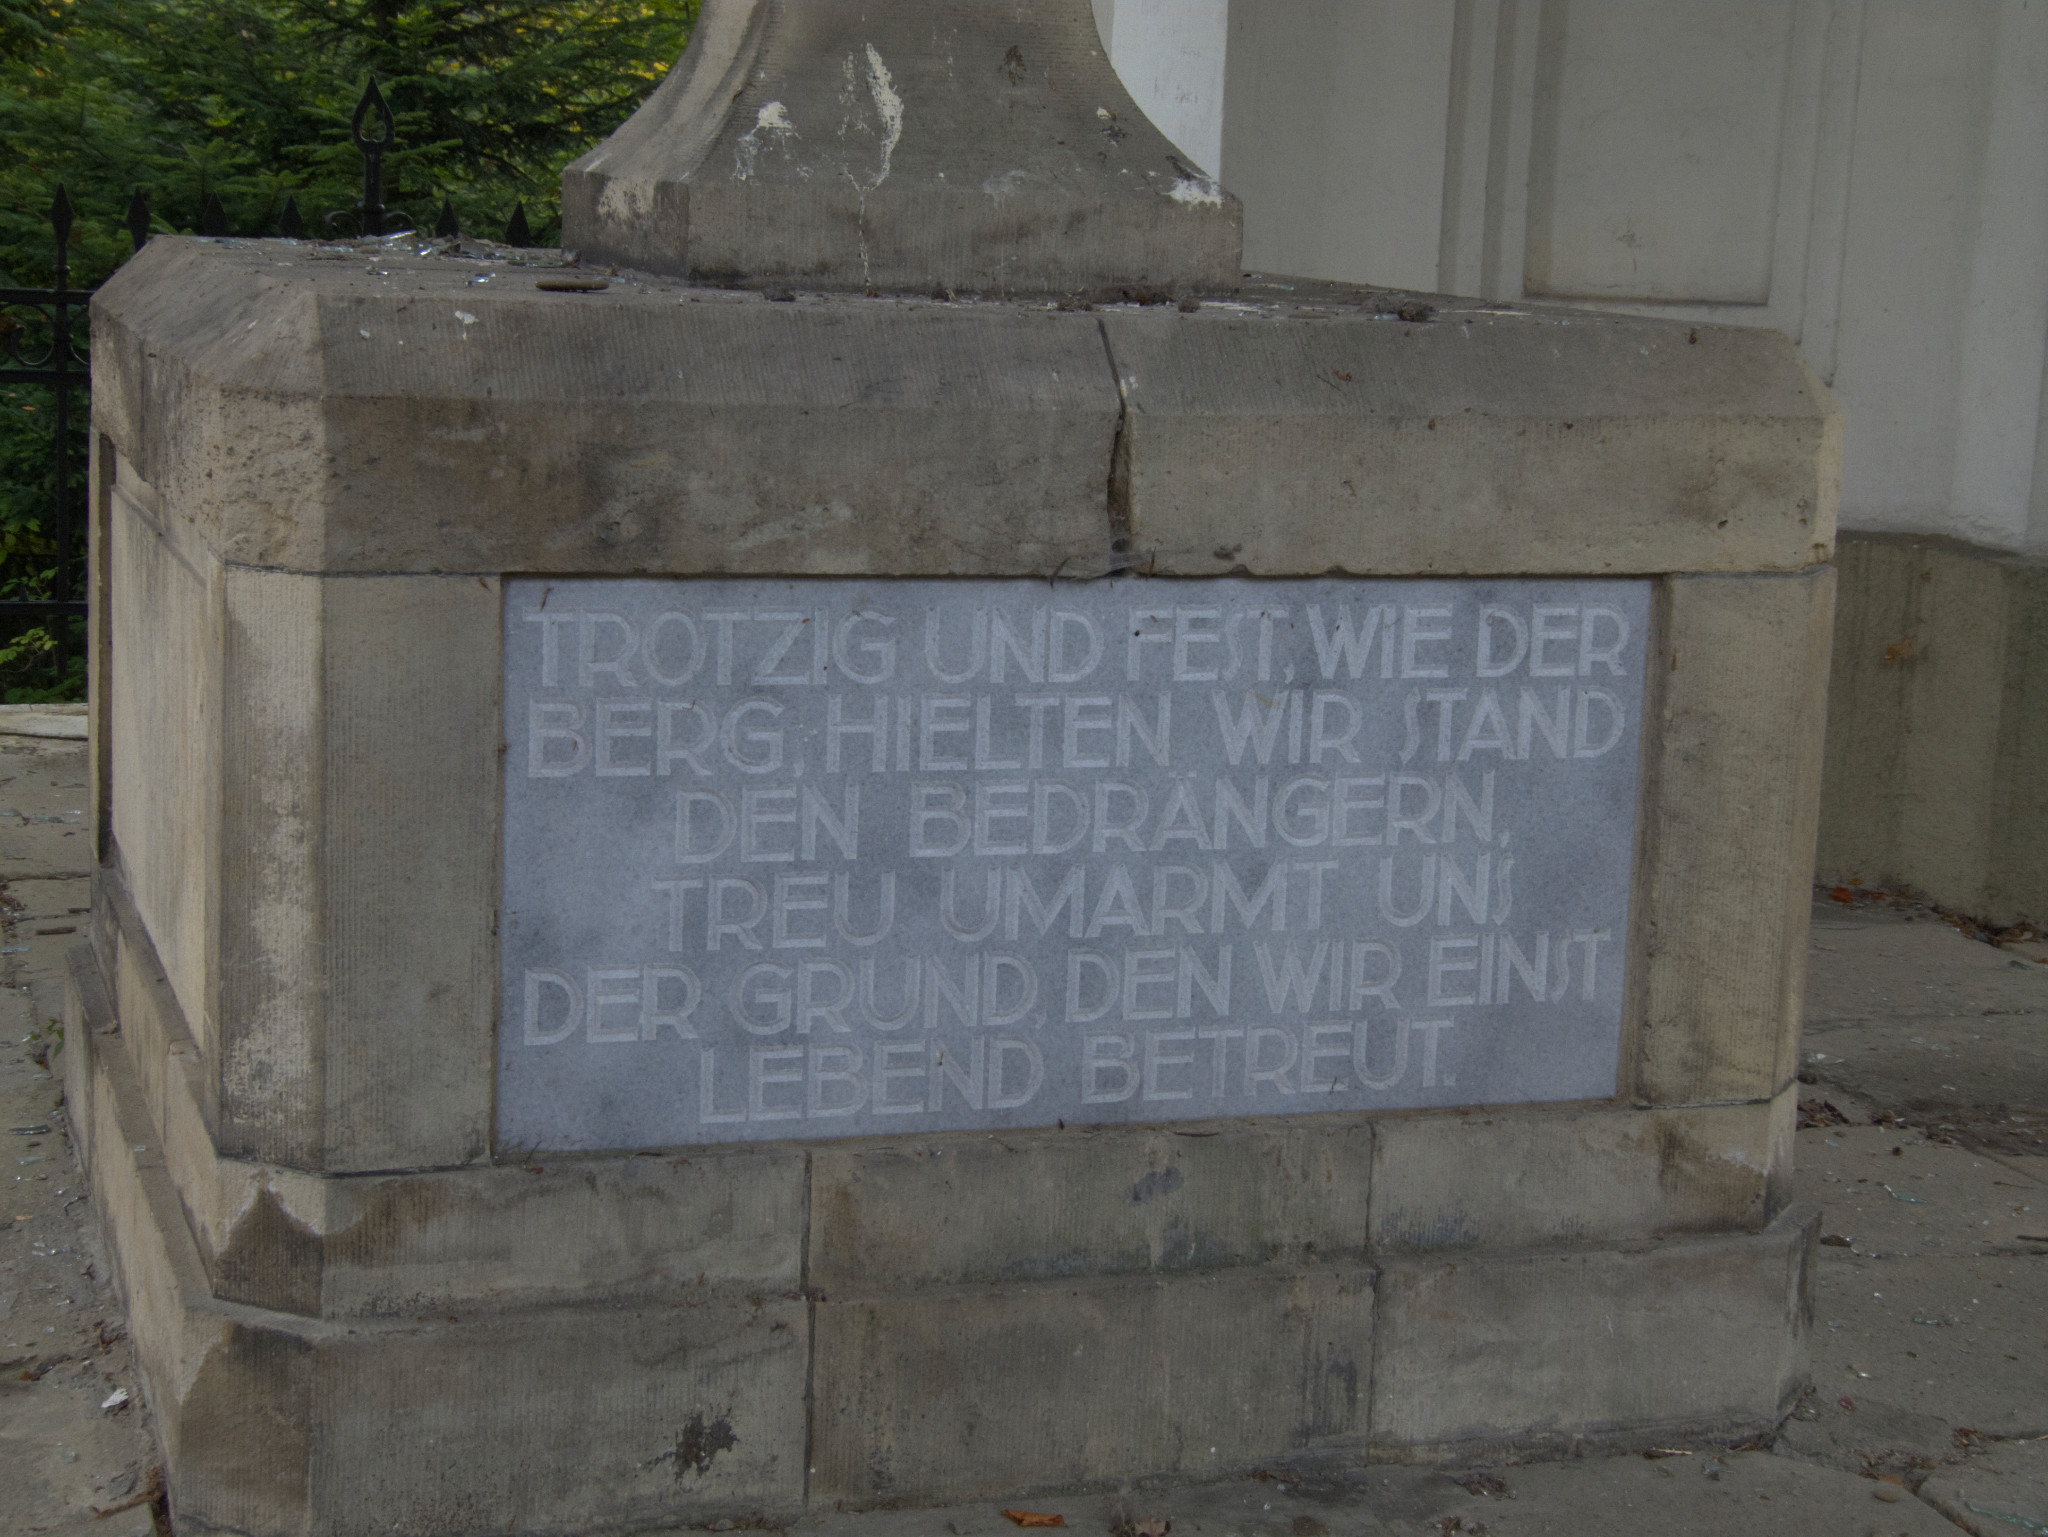 TROTZIG UND FEST, WIE DER
BERG, HIELTEN WIR STAND
DEN BEDRÄNGERN,
TREU UMARMT UNS
DER GRUND, DEN WIR EINST
LEBEND BETREUT.